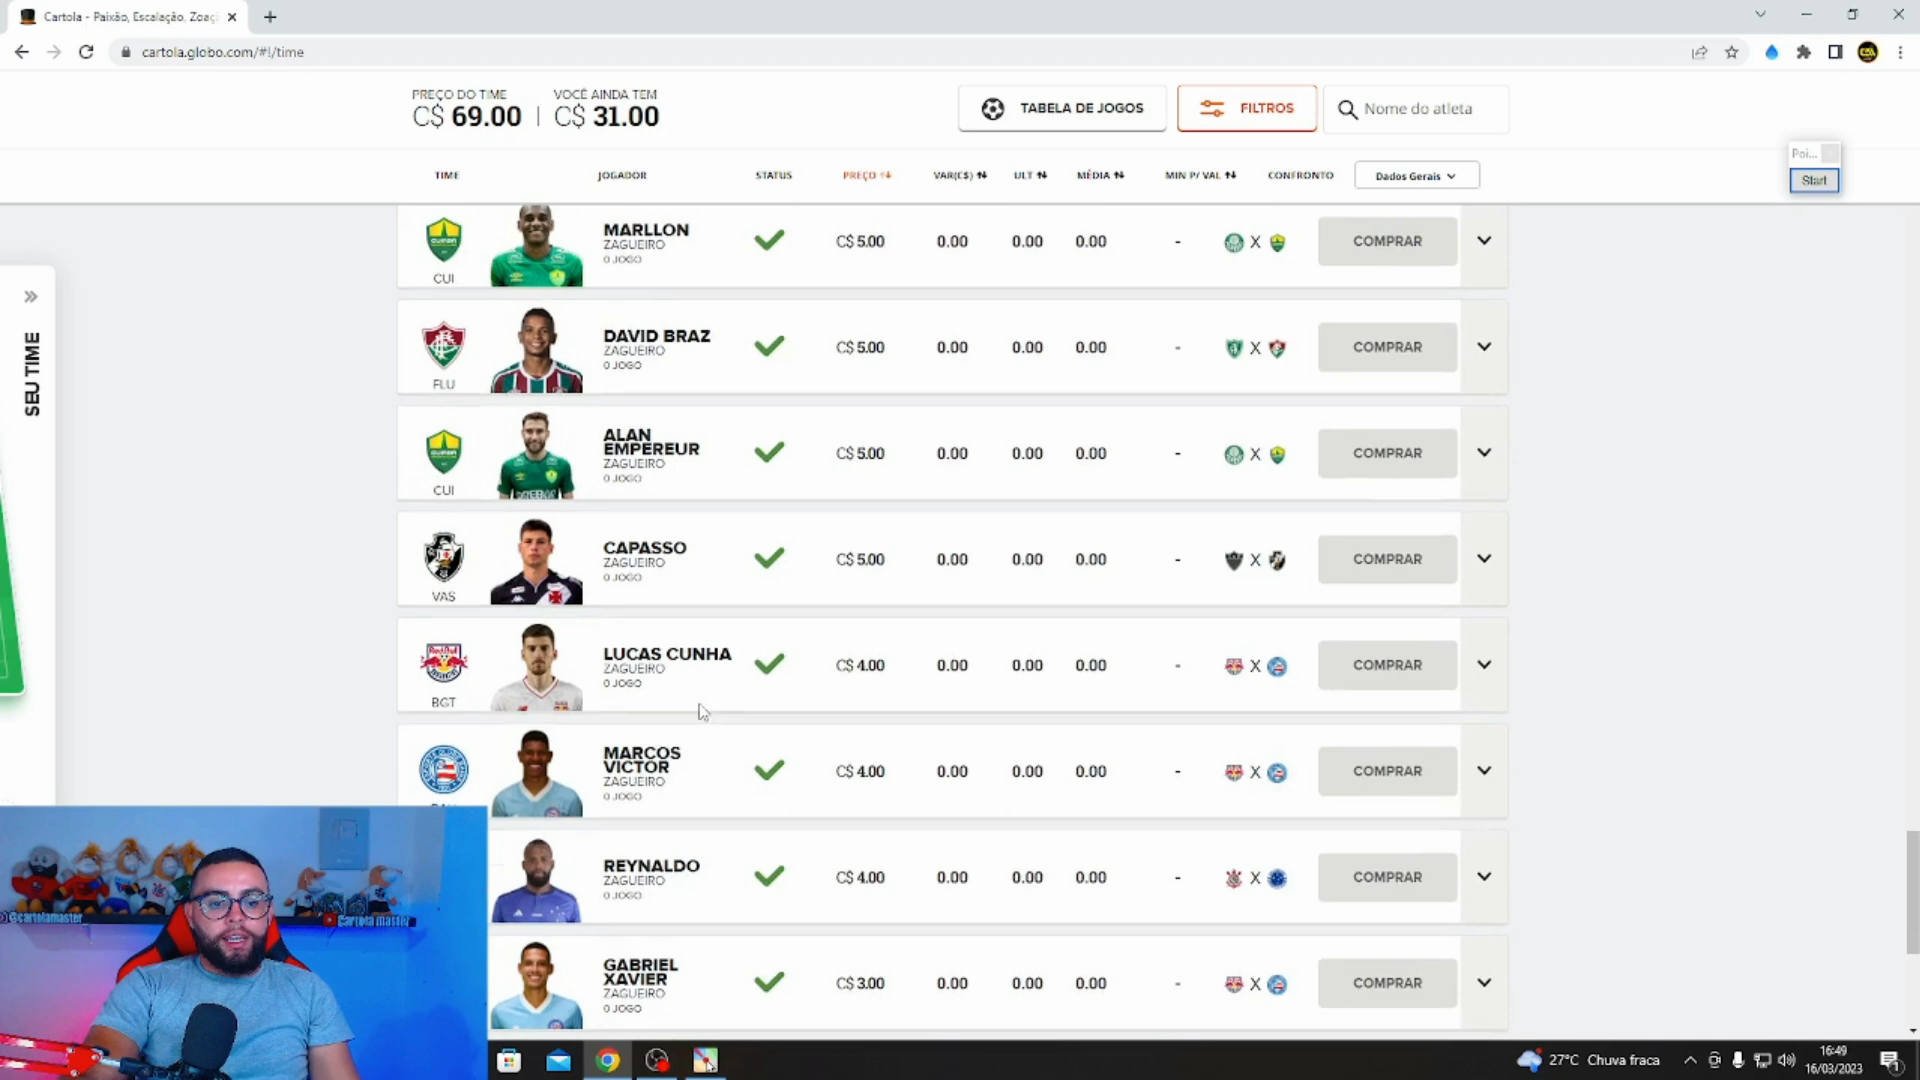 Cartola - Paixão, Escalação, Zoaç
cartola.globo.com/#!/time
PREÇO DO TIME
C$ 69.00
VOCÊ AINDA TEM
C$ 31.00
TABELA DE JOGOS
FILTROS
Nome do atleta
TIME
JOGADOR
STATUS
PREÇO
VAR(C$)
ULT
MÉDIA
MIN P/ VAL
CONFRONTO
Dados Gerais
Poi...
Start
SEU TIME
CUI
MARLLON
ZAGUEIRO
0 JOGO
C$ 5.00
0.00
0.00
0.00
-
X
COMPRAR
FLU
DAVID BRAZ
ZAGUEIRO
0 JOGO
C$ 5.00
0.00
0.00
0.00
-
X
COMPRAR
CUI
ALAN
EMPEREUR
ZAGUEIRO
0 JOGO
C$ 5.00
0.00
0.00
0.00
-
X
COMPRAR
VAS
CAPASSO
ZAGUEIRO
0 JOGO
C$ 5.00
0.00
0.00
0.00
-
X
COMPRAR
BGT
LUCAS CUNHA
ZAGUEIRO
0 JOGO
C$ 4.00
0.00
0.00
0.00
-
X
COMPRAR
MARCOS
VICTOR
ZAGUEIRO
0 JOGO
C$ 4.00
0.00
0.00
0.00
-
X
COMPRAR
REYNALDO
ZAGUEIRO
0 JOGO
C$ 4.00
0.00
0.00
0.00
-
X
COMPRAR
GABRIEL
XAVIER
ZAGUEIRO
0 JOGO
C$ 3.00
0.00
0.00
0.00
-
X
COMPRAR
@cartolamaster
Cartola master
27°C Chuva fraca
16:49
16/03/2023
1